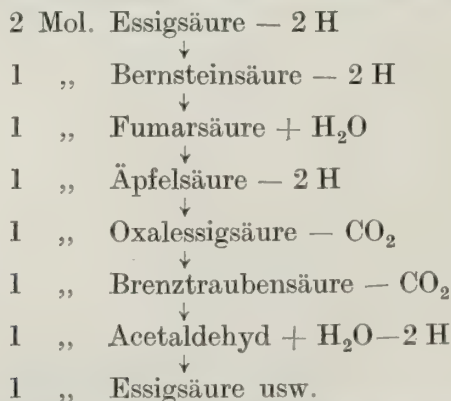 2 Mol. Essigsäure — 2 H
↓
1 „ Bernsteinsäure — 2 H
↓
1 „ Fumarsäure + H₂O
↓
1 „ Äpfelsäure — 2 H
↓
1 „ Oxalessigsäure — CO₂
↓
1 „ Brenztraubensäure — CO₂
↓
1 „ Acetaldehyd + H₂O—2 H
↓
1 „ Essigsäure usw.